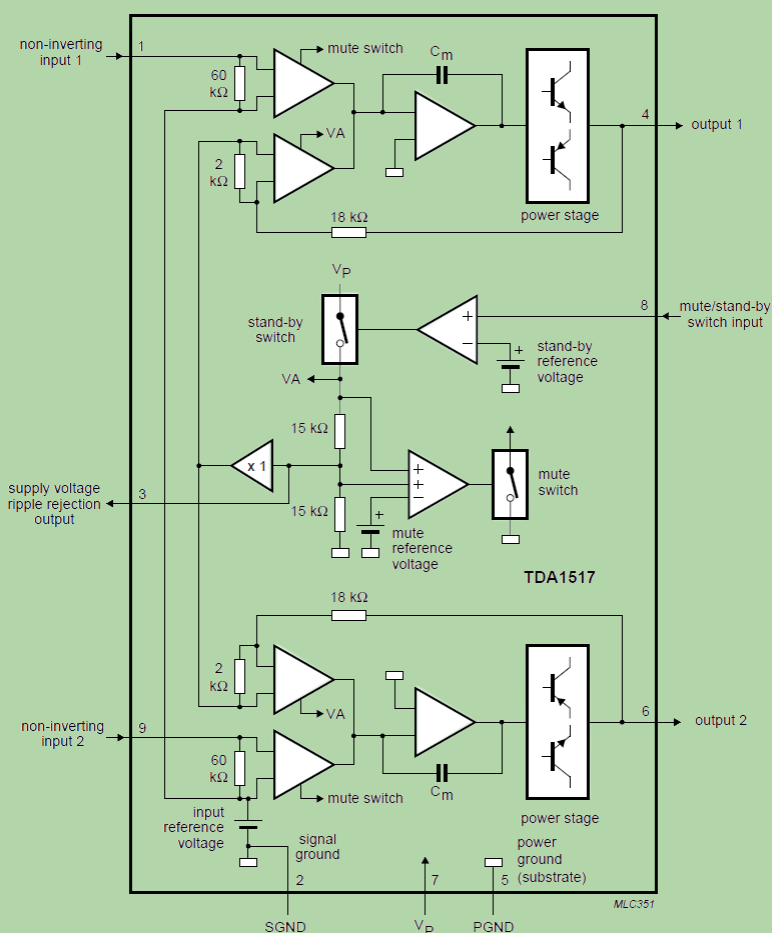 non-inverting
input 1
1
mute switch
60
kΩ
Cm
4
output 1
VA
2
kΩ
power stage
18 kΩ
VP
stand-by
switch
8
mute/stand-by
switch input
+
−
+
stand-by
reference
voltage
VA
15 kΩ
x 1
+
+
−
mute
switch
supply voltage
ripple rejection
output
3
15 kΩ
+
mute
reference
voltage
TDA1517
18 kΩ
2
kΩ
VA
6
output 2
non-inverting
input 2
9
60
kΩ
mute switch
Cm
power stage
input
reference
voltage
signal
ground
power
ground
(substrate)
2
7
5
MLC351
SGND
VP
PGND